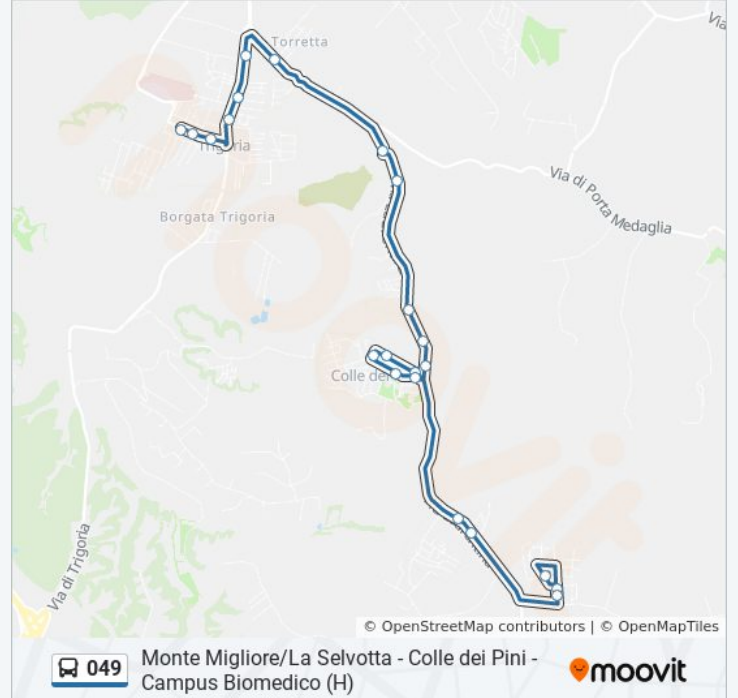 Via
Torretta
Trigoria
Via di Porta Medaglia
Borgata Trigoria
Colle dei
Via di Trigoria
© OpenStreetMap contributors | © OpenMapTiles
049
Monte Migliore/La Selvotta - Colle dei Pini -
Campus Biomedico (H)
moovit